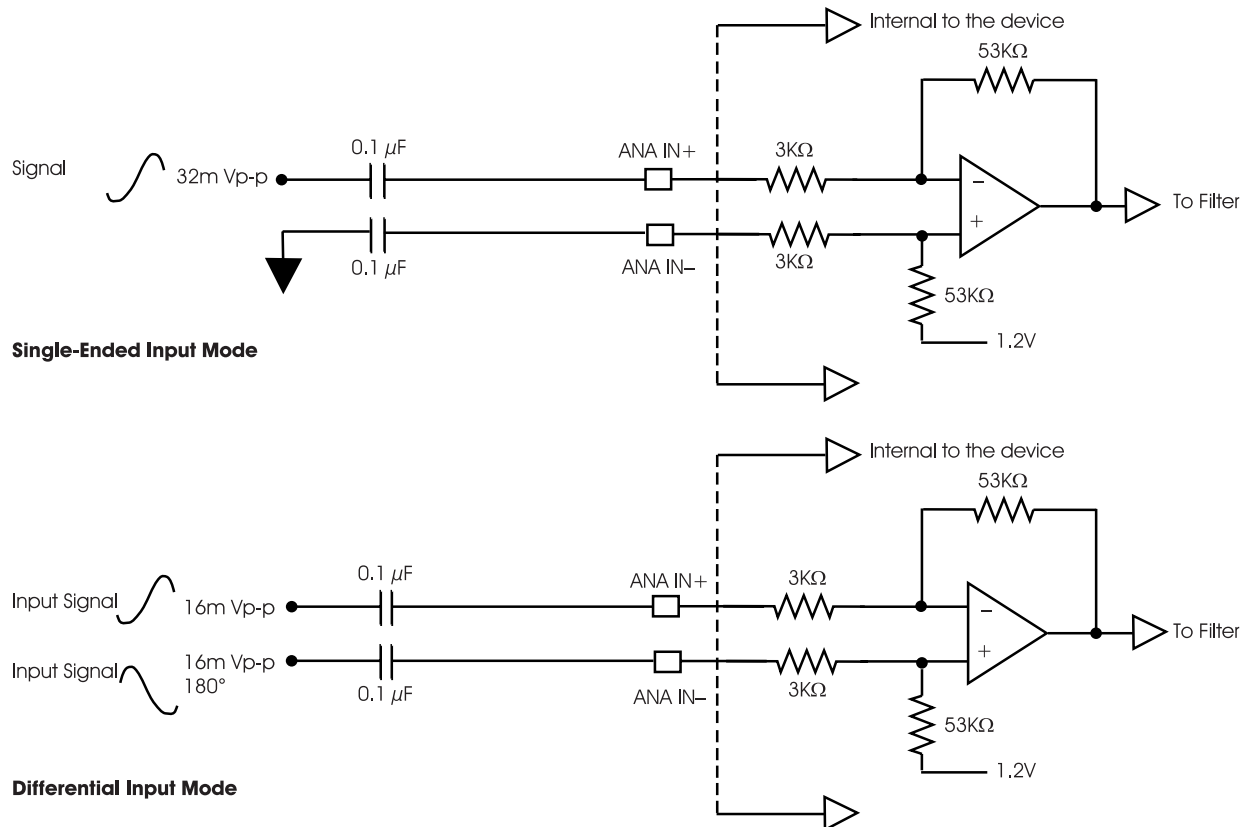 Internal to the device
53KΩ
0.1 µF
ANA IN+
3KΩ
Signal
32m Vp-p
−
To Filter
+
0.1 µF
ANA IN−
3KΩ
53KΩ
1.2V
Single-Ended Input Mode
Internal to the device
53KΩ
0.1 µF
ANA IN+
3KΩ
Input Signal
16m Vp-p
−
To Filter
Input Signal
16m Vp-p
180°
+
0.1 µF
ANA IN−
3KΩ
53KΩ
1.2V
Differential Input Mode